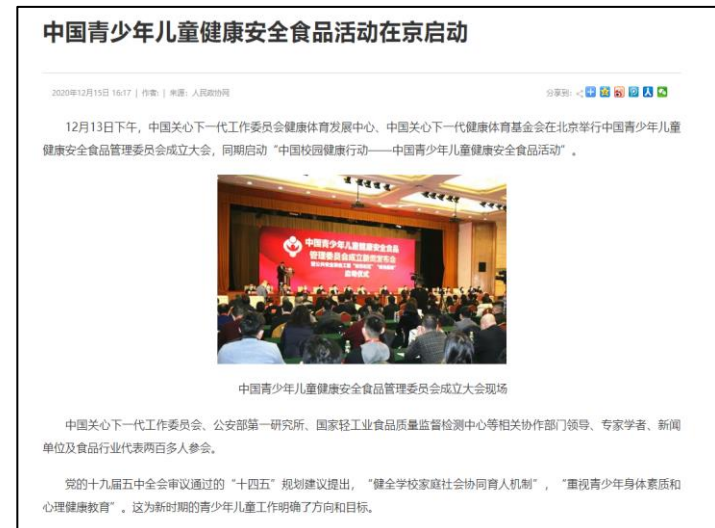 中国青少年儿童健康安全食品活动在京启动
2020年12月15日 16:17 | 作者: | 来源: 人民政协网
分享到:
12月13日下午,中国关心下一代工作委员会健康体育发展中心、中国关心下一代健康体育基金会在北京举行中国青少年儿童
健康安全食品管理委员会成立大会,同期启动“中国校园健康行动——中国青少年儿童健康安全食品活动”。
中国青少年儿童健康安全食品
管理委员会成立新闻发布会
启动仪式
中国青少年儿童健康安全食品管理委员会成立大会现场
中国关心下一代工作委员会、公安部第一研究所、国家轻工业食品质量监督检测中心等相关协作部门领导、专家学者、新闻
单位及食品行业代表两百多人参会。
党的十九届五中全会审议通过的“十四五”规划建议提出,“健全学校家庭社会协同育人机制”,“重视青少年身体素质和
心理健康教育”。这为新时期的青少年儿童工作明确了方向和目标。